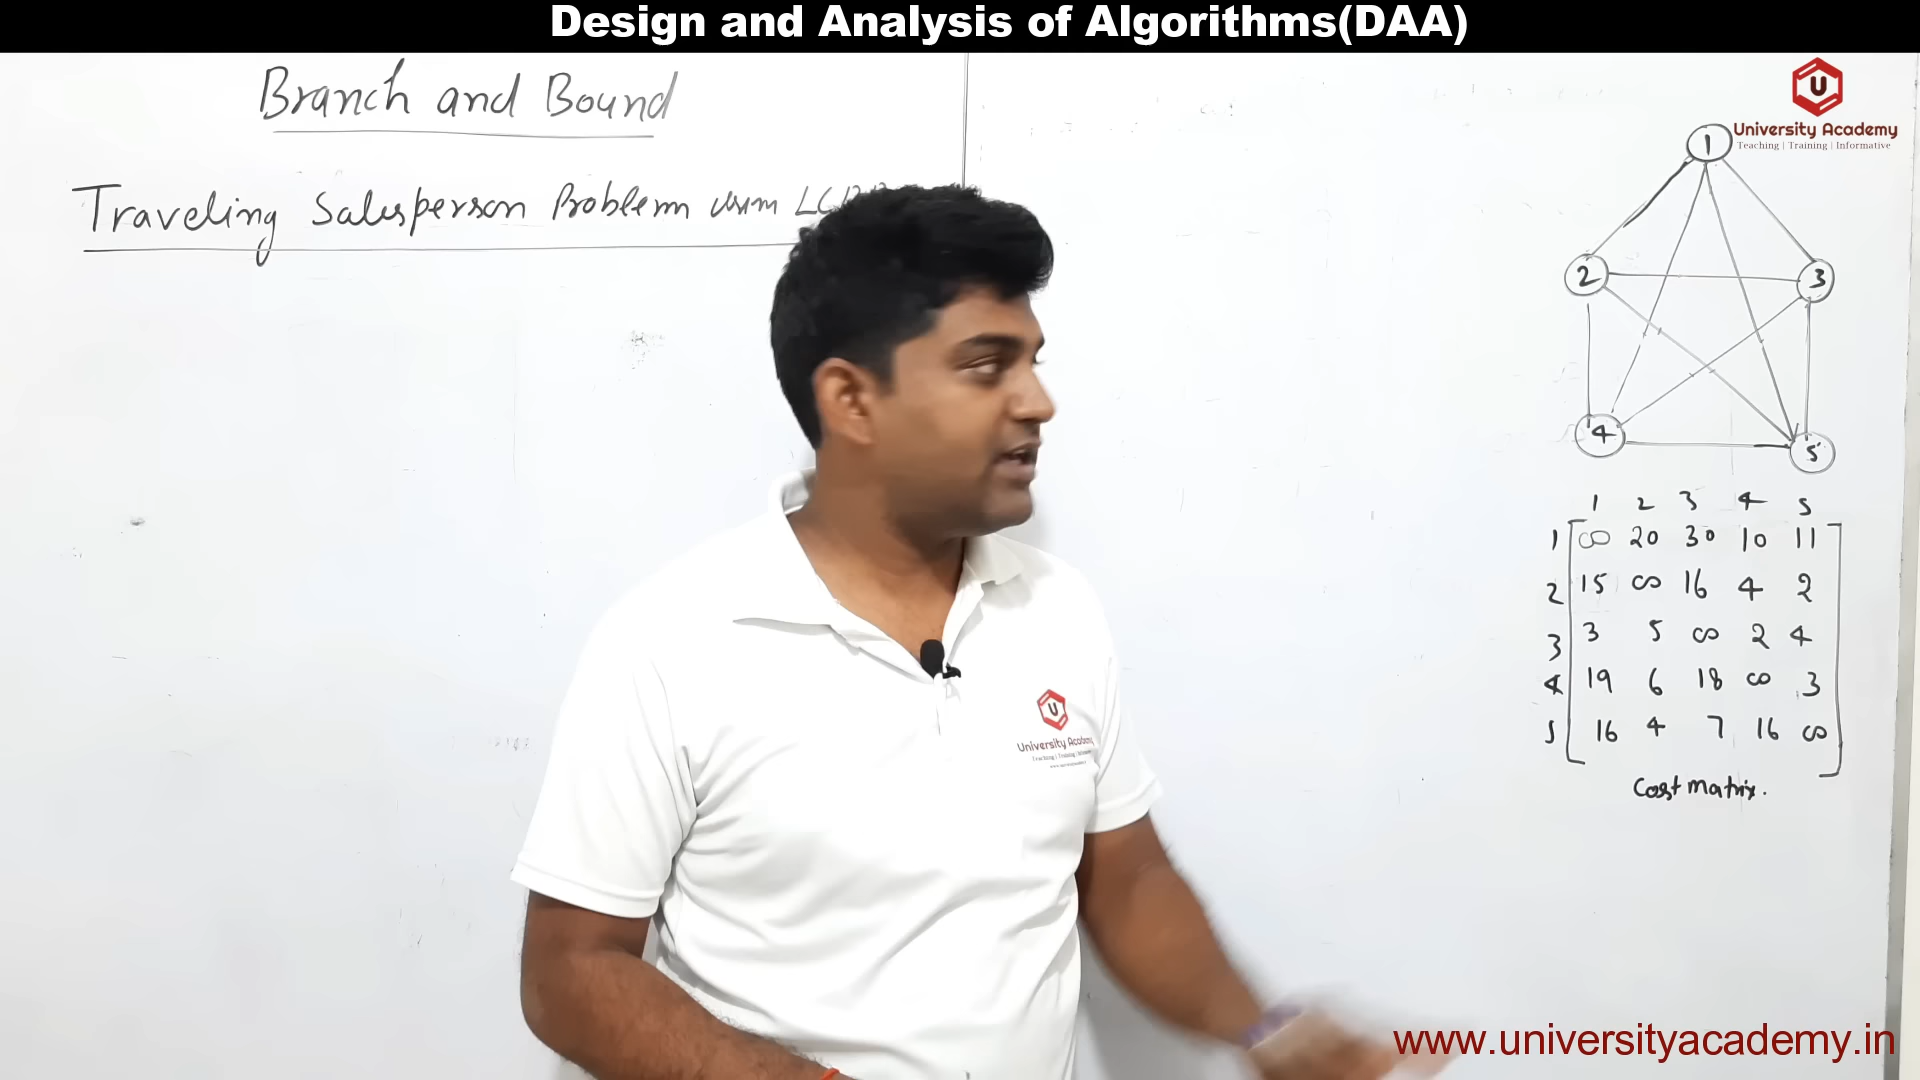 Design and Analysis of Algorithms(DAA)
Branch and Bound
Traveling Salesperson Problem
University Academy
Teaching | Training | Informative
1
2 3
4 5
1 2 3 4 5
1 ∞ 20 30 10 11
2 15 ∞ 16 4 2
3 3 5 ∞ 2 4
4 19 6 18 ∞ 3
5 16 4 7 16 ∞
Cost matrix.
University Academy
www.universityacademy.in